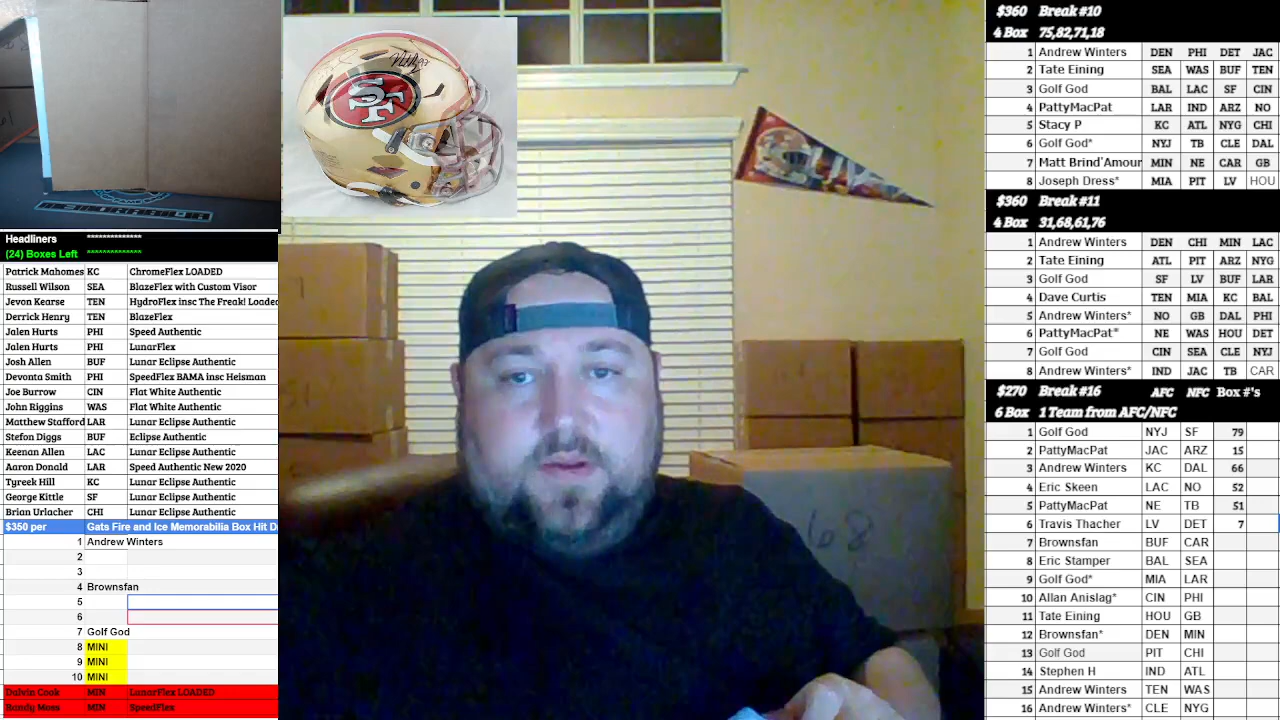 Headliners **************
(24) Boxes Left **************
Patrick Mahomes KC ChromeFlex LOADED
Russell Wilson SEA BlazeFlex with Custom Visor
Jevon Kearse TEN HydroFlex insc The Freak! Loaded
Derrick Henry TEN BlazeFlex
Jalen Hurts PHI Speed Authentic
Jalen Hurts PHI LunarFlex
Josh Allen BUF Lunar Eclipse Authentic
Devonta Smith PHI SpeedFlex BAMA insc Heisman
Joe Burrow CIN Flat White Authentic
John Riggins WAS Flat White Authentic
Matthew Stafford LAR Lunar Eclipse Authentic
Stefon Diggs BUF Eclipse Authentic
Keenan Allen LAC Lunar Eclipse Authentic
Aaron Donald LAR Speed Authentic New 2020
Tyreek Hill KC Lunar Eclipse Authentic
George Kittle SF Lunar Eclipse Authentic
Brian Urlacher CHI Lunar Eclipse Authentic
$350 per Gats Fire and Ice Memorabilia Box Hit D
1 Andrew Winters
2
3
4 Brownsfan
5
6
7 Golf God
8 MINI
9 MINI
10 MINI
Dalvin Cook MIN LunarFlex LOADED
Randy Moss MIN SpeedFlex
SF
$360 Break #10
4 Box 75,82,71,18
1 Andrew Winters DEN PHI DET JAC
2 Tate Eining SEA WAS BUF TEN
3 Golf God BAL LAC SF CIN
4 PattyMacPat LAR IND ARZ NO
5 Stacy P KC ATL NYG CHI
6 Golf God* NYJ TB CLE DAL
7 Matt Brind'Amour MIN NE CAR GB
8 Joseph Dress* MIA PIT LV HOU
$360 Break #11
4 Box 31,68,61,76
1 Andrew Winters DEN CHI MIN LAC
2 Tate Eining ATL PIT ARZ NYG
3 Golf God SF LV BUF LAR
4 Dave Curtis TEN MIA KC BAL
5 Andrew Winters* NO GB DAL PHI
6 PattyMacPat* NE WAS HOU DET
7 Golf God CIN SEA CLE NYJ
8 Andrew Winters* IND JAC TB CAR
$270 Break #16 AFC NFC Box #'s
6 Box 1 Team from AFC/NFC
1 Golf God NYJ SF 79
2 PattyMacPat JAC ARZ 15
3 Andrew Winters KC DAL 66
4 Eric Skeen LAC NO 52
5 PattyMacPat NE TB 51
6 Travis Thacher LV DET 7
7 Brownsfan BUF CAR
8 Eric Stamper BAL SEA
9 Golf God* MIA LAR
10 Allan Anislag* CIN PHI
11 Tate Eining HOU GB
12 Brownsfan* DEN MIN
13 Golf God PIT CHI
14 Stephen H IND ATL
15 Andrew Winters TEN WAS
16 Andrew Winters* CLE NYG